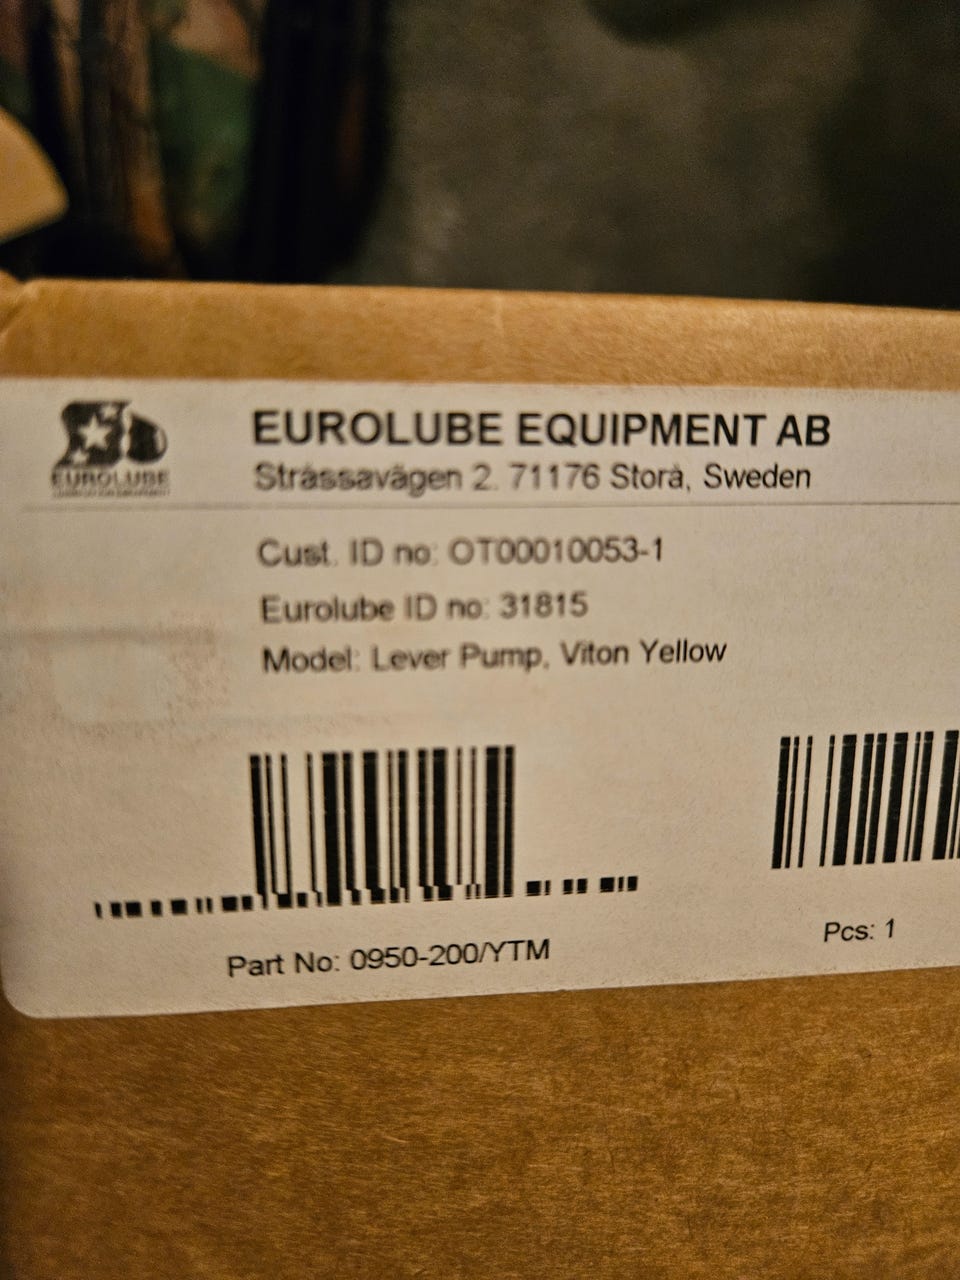 EUROLUBE
EUROLUBE EQUIPMENT AB
Stråssavägen 2. 71176 Storå, Sweden
Cust. ID no: OT00010053-1
Eurolube ID no: 31815
Model: Lever Pump, Viton Yellow
Part No: 0950-200/YTM
Pcs: 1